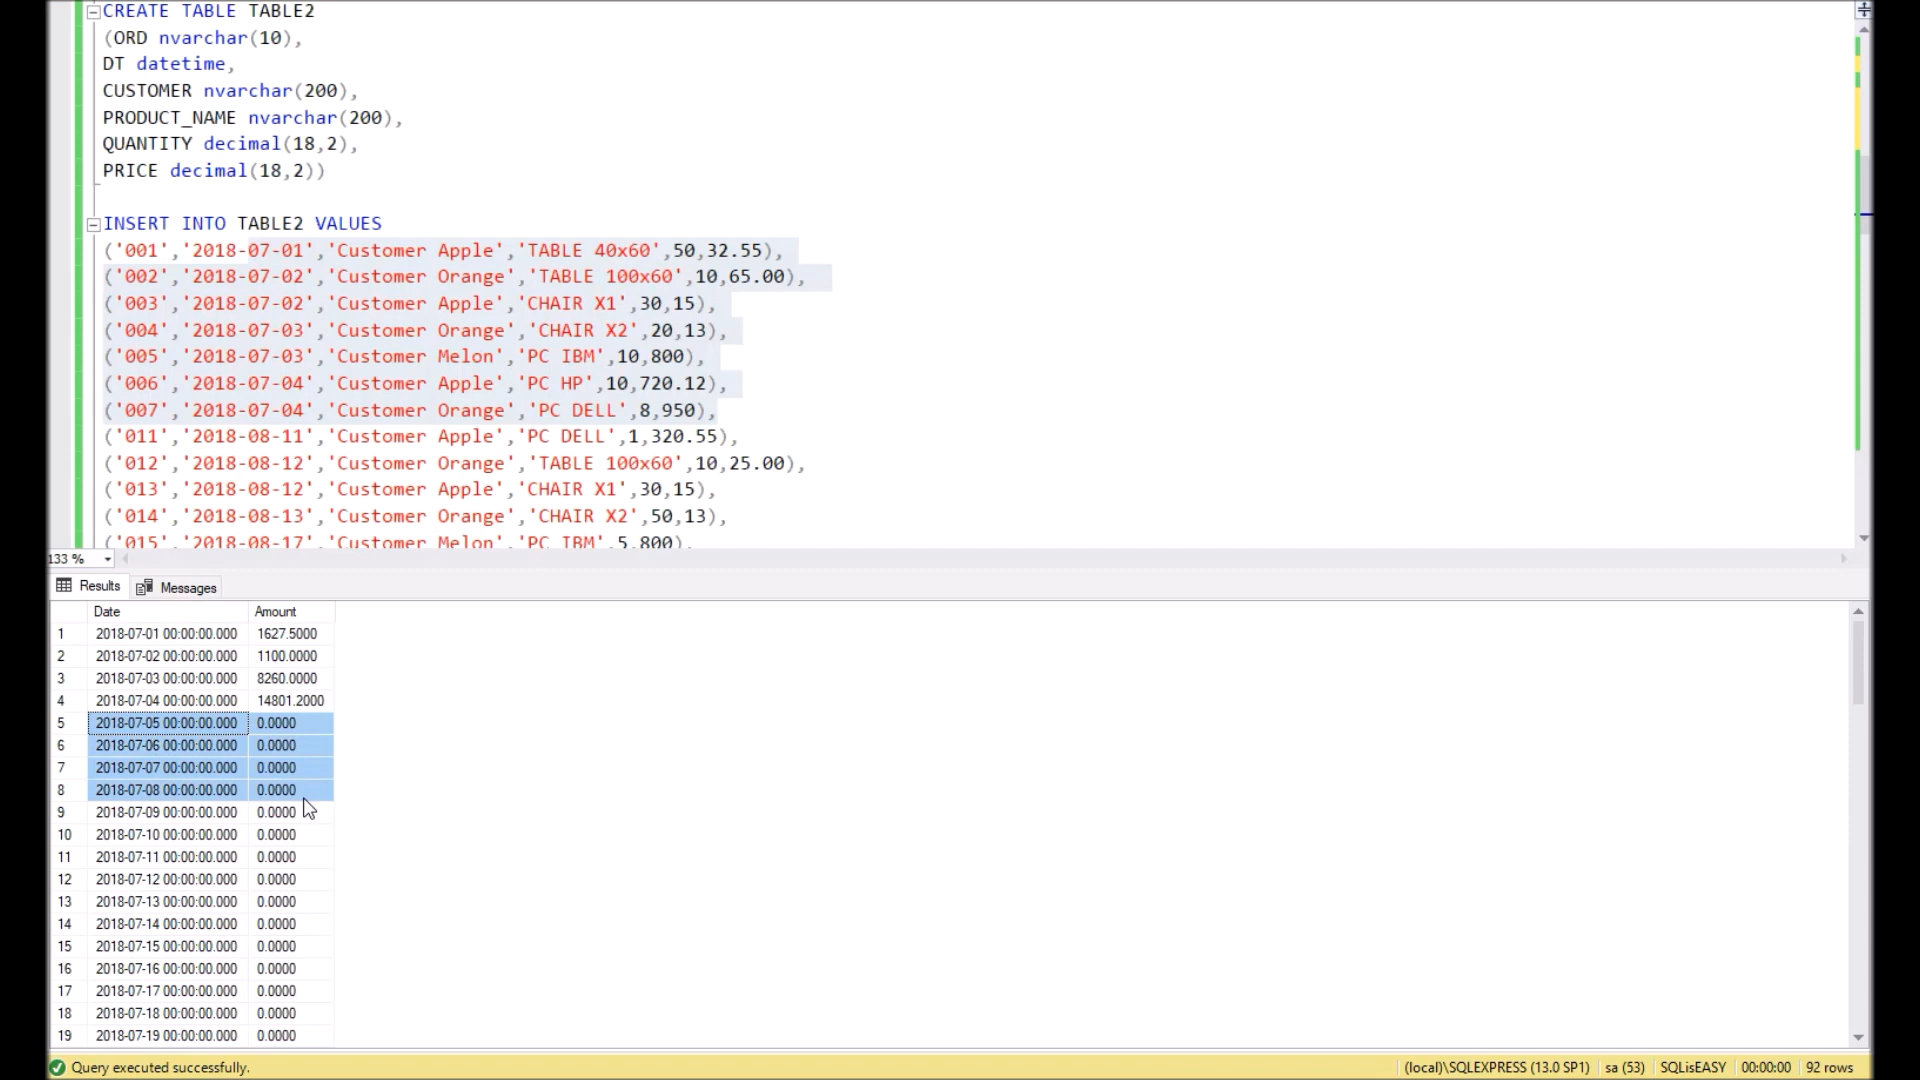 CREATE TABLE TABLE2
(ORD nvarchar(10),
DT datetime,
CUSTOMER nvarchar(200),
PRODUCT_NAME nvarchar(200),
QUANTITY decimal(18,2),
PRICE decimal(18,2))
INSERT INTO TABLE2 VALUES
('001','2018-07-01','Customer Apple','TABLE 40x60',50,32.55),
('002','2018-07-02','Customer Orange','TABLE 100x60',10,65.00),
('003','2018-07-02','Customer Apple','CHAIR X1',30,15),
('004','2018-07-03','Customer Orange','CHAIR X2',20,13),
('005','2018-07-03','Customer Melon','PC IBM',10,800),
('006','2018-07-04','Customer Apple','PC HP',10,720.12),
('007','2018-07-04','Customer Orange','PC DELL',8,950),
('011','2018-08-11','Customer Apple','PC DELL',1,320.55),
('012','2018-08-12','Customer Orange','TABLE 100x60',10,25.00),
('013','2018-08-12','Customer Apple','CHAIR X1',30,15),
('014','2018-08-13','Customer Orange','CHAIR X2',50,13),
('015','2018-08-17','Customer Melon','PC IBM',5,800),
133 %
Results Messages
Date Amount
1 2018-07-01 00:00:00.000 1627.5000
2 2018-07-02 00:00:00.000 1100.0000
3 2018-07-03 00:00:00.000 8260.0000
4 2018-07-04 00:00:00.000 14801.2000
5 2018-07-05 00:00:00.000 0.0000
6 2018-07-06 00:00:00.000 0.0000
7 2018-07-07 00:00:00.000 0.0000
8 2018-07-08 00:00:00.000 0.0000
9 2018-07-09 00:00:00.000 0.0000
10 2018-07-10 00:00:00.000 0.0000
11 2018-07-11 00:00:00.000 0.0000
12 2018-07-12 00:00:00.000 0.0000
13 2018-07-13 00:00:00.000 0.0000
14 2018-07-14 00:00:00.000 0.0000
15 2018-07-15 00:00:00.000 0.0000
16 2018-07-16 00:00:00.000 0.0000
17 2018-07-17 00:00:00.000 0.0000
18 2018-07-18 00:00:00.000 0.0000
19 2018-07-19 00:00:00.000 0.0000
Query executed successfully. (local)\SQLEXPRESS (13.0 SP1) sa (53) SQLisEASY 00:00:00 92 rows